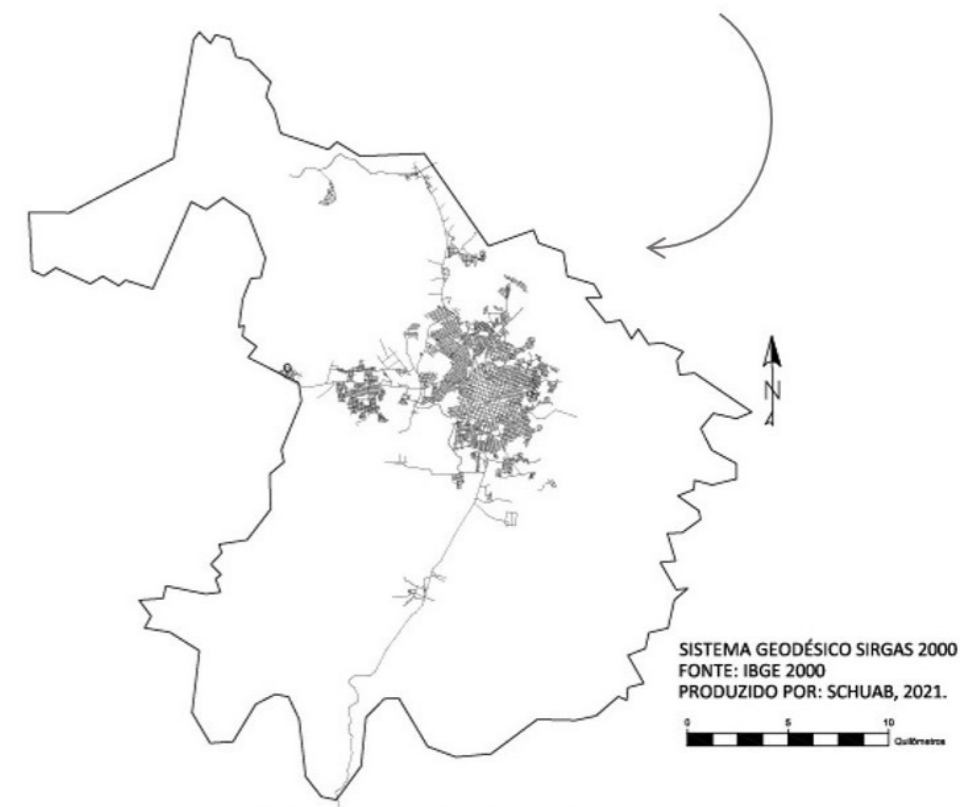 N
SISTEMA GEODÉSICO SIRGAS 2000
FONTE: IBGE 2000
PRODUZIDO POR: SCHUAB, 2021.
0 5 10
Quilômetros